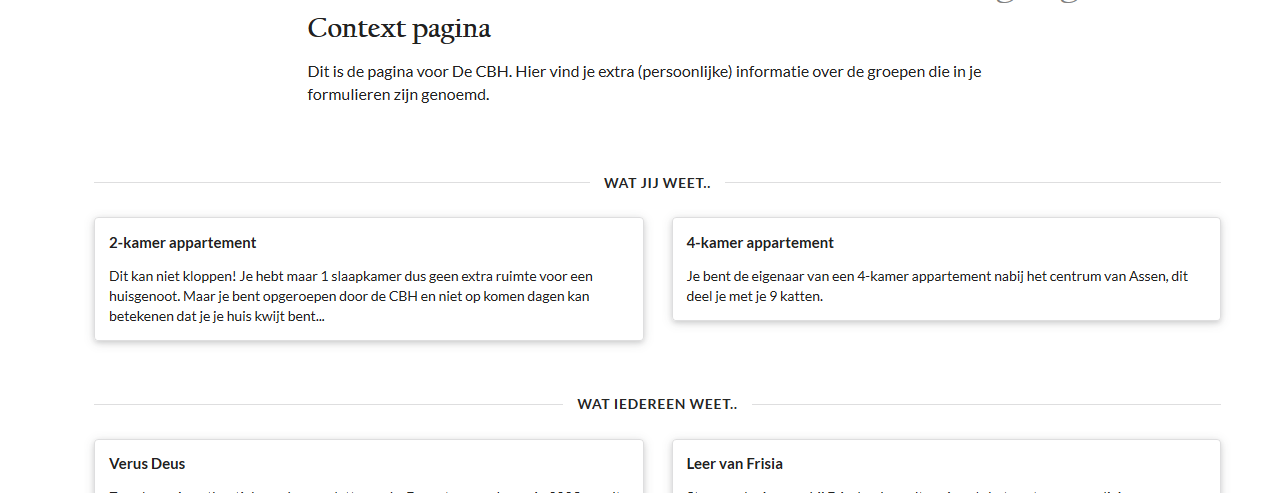 Context pagina
Dit is de pagina voor De CBH. Hier vind je extra (persoonlijke) informatie over de groepen die in je
formulieren zijn genoemd.
WAT JIJ WEET..
2-kamer appartement
Dit kan niet kloppen! Je hebt maar 1 slaapkamer dus geen extra ruimte voor een
huisgenoot. Maar je bent opgeroepen door de CBH en niet op komen dagen kan
betekenen dat je je huis kwijt bent...
4-kamer appartement
Je bent de eigenaar van een 4-kamer appartement nabij het centrum van Assen, dit
deel je met je 9 katten.
WAT IEDEREEN WEET..
Verus Deus
Leer van Frisia